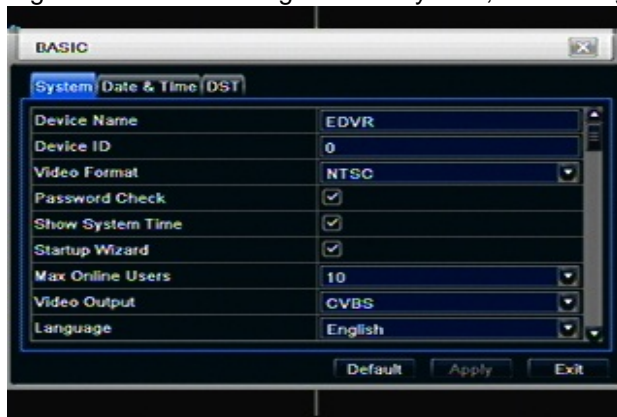 BASIC
System Date & Time DST
Device Name EDVR
Device ID 0
Video Format NTSC
Password Check
Show System Time
Startup Wizard
Max Online Users 10
Video Output CVBS
Language English
Default Apply Exit